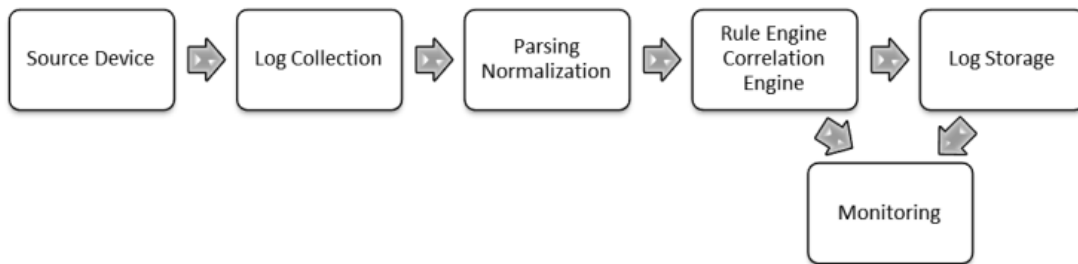 Source Device
Log Collection
Parsing
Normalization
Rule Engine
Correlation
Engine
Log Storage
Monitoring